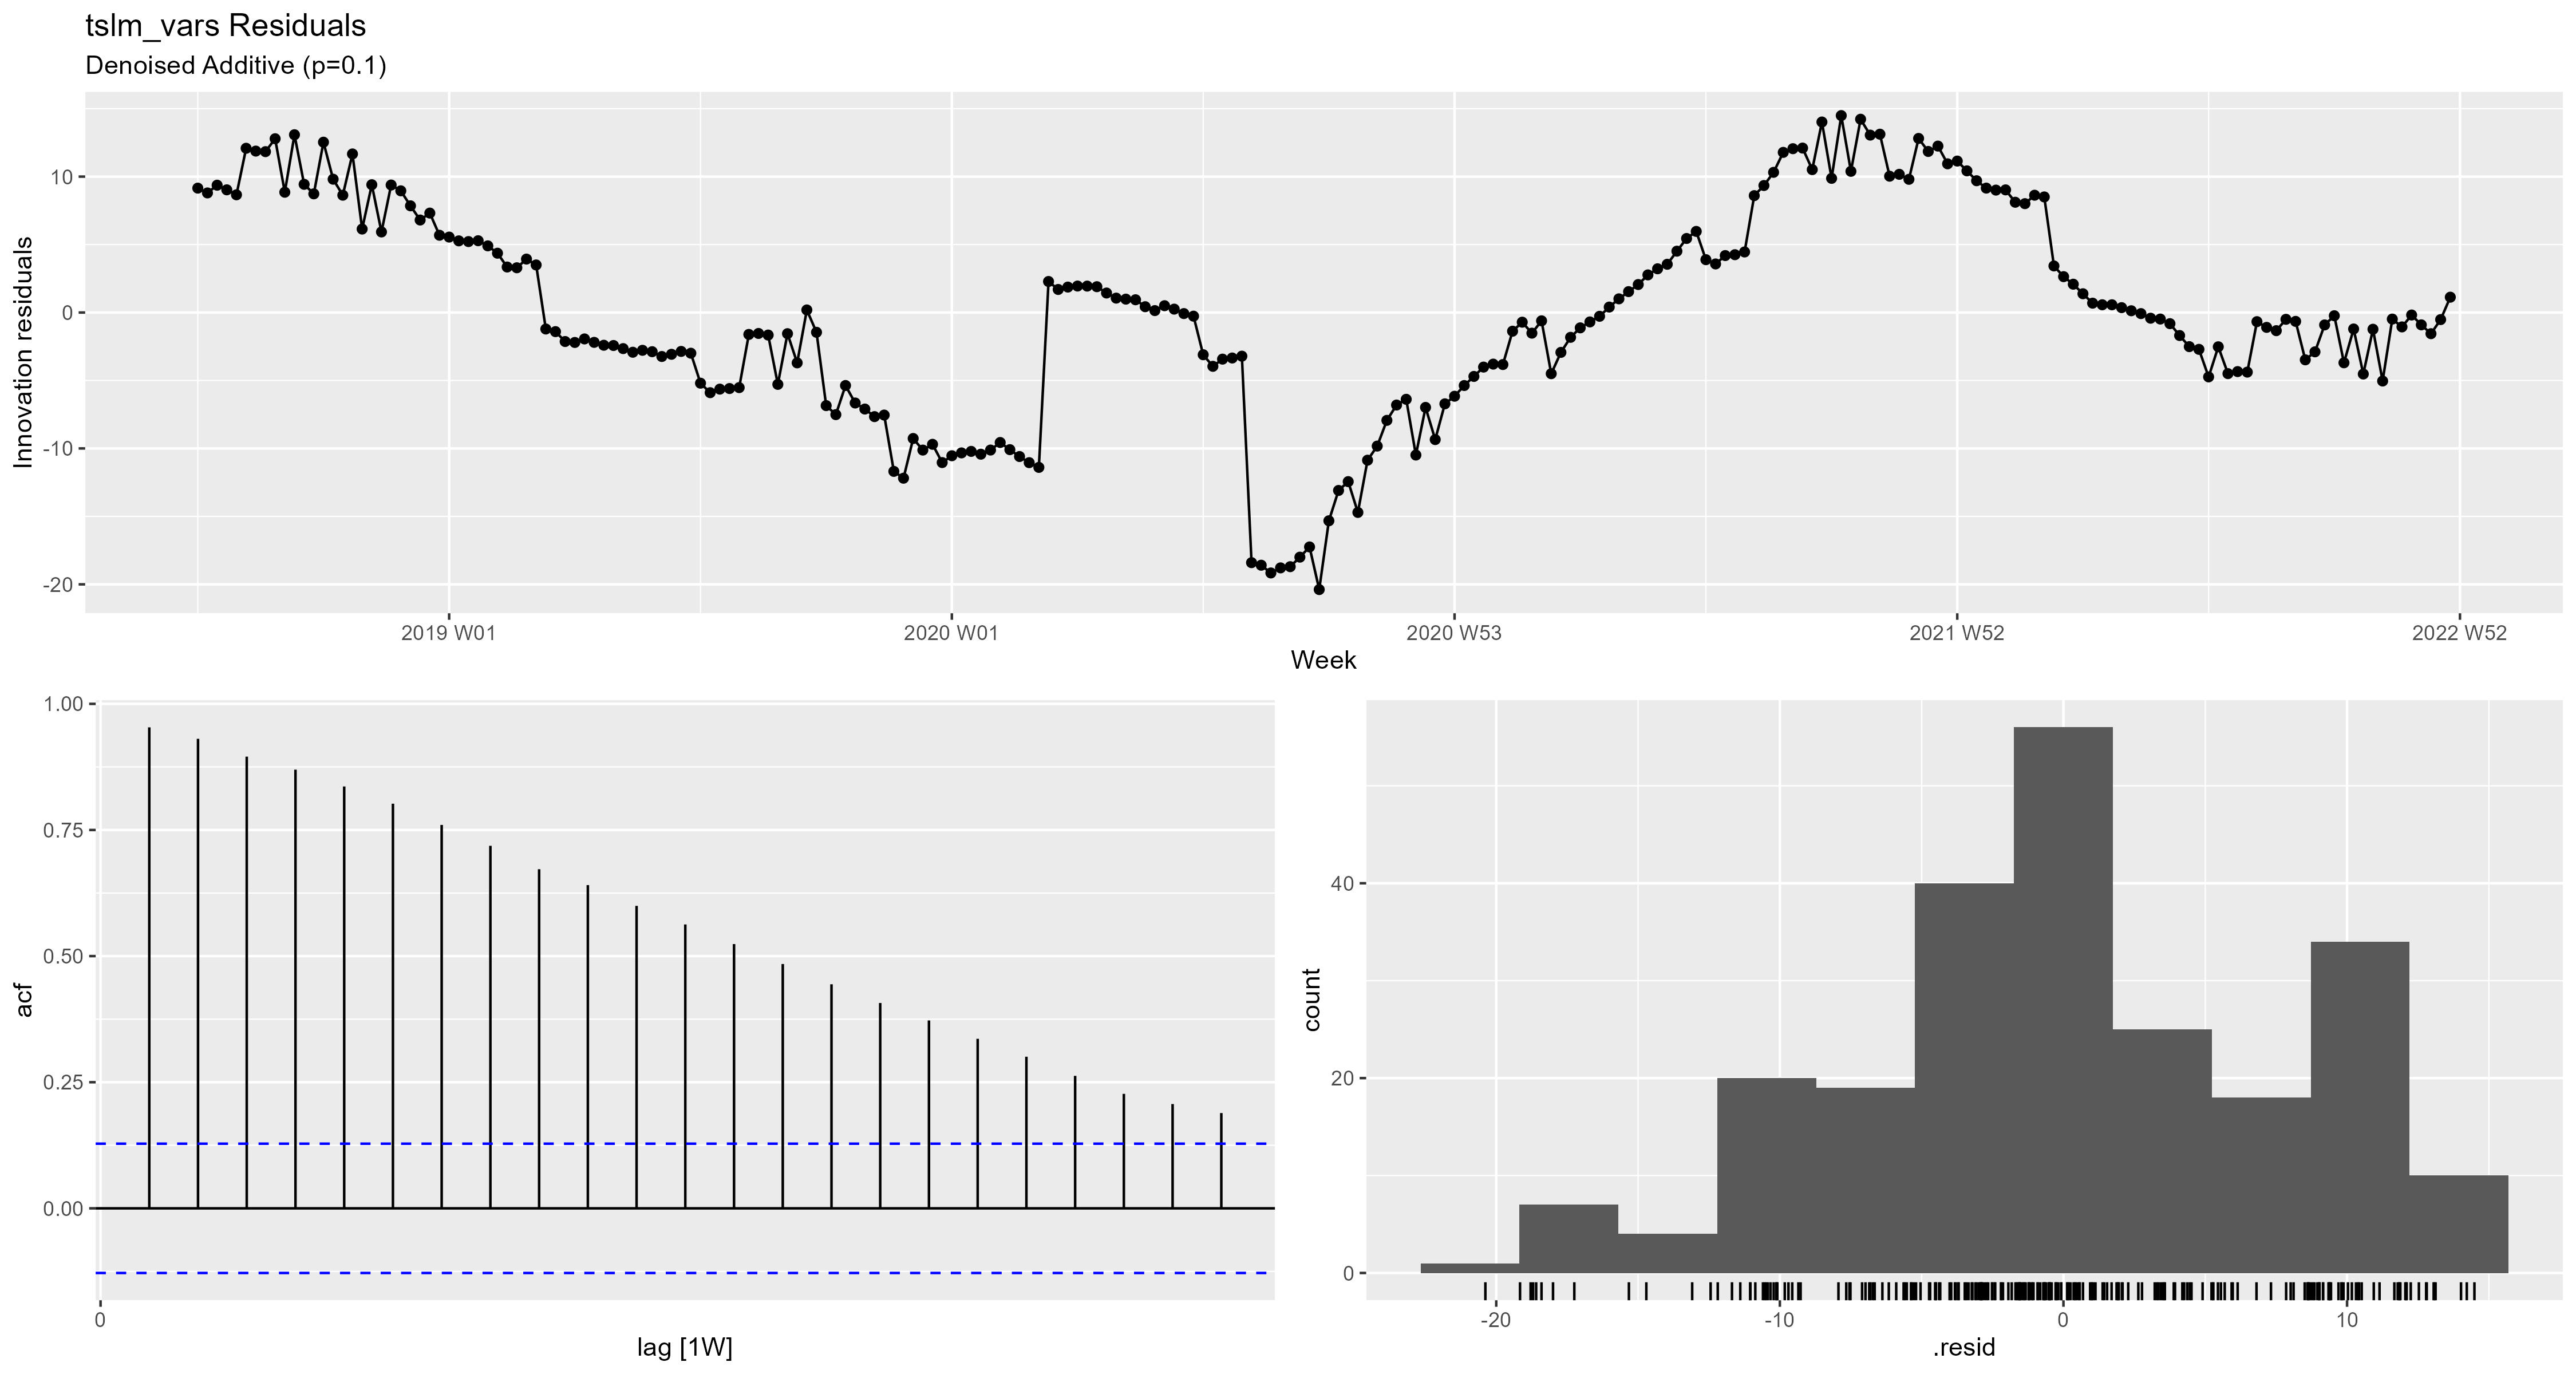 tslm_vars Residuals
Denoised Additive (p=0.1)
Innovation residuals
10
0
-10
-20
2019 W01
2020 W01
2020 W53
2021 W52
2022 W52
Week
acf
1.00
0.75
0.50
0.25
0.00
0
lag [1W]
count
40
20
0
-20
-10
0
10
.resid